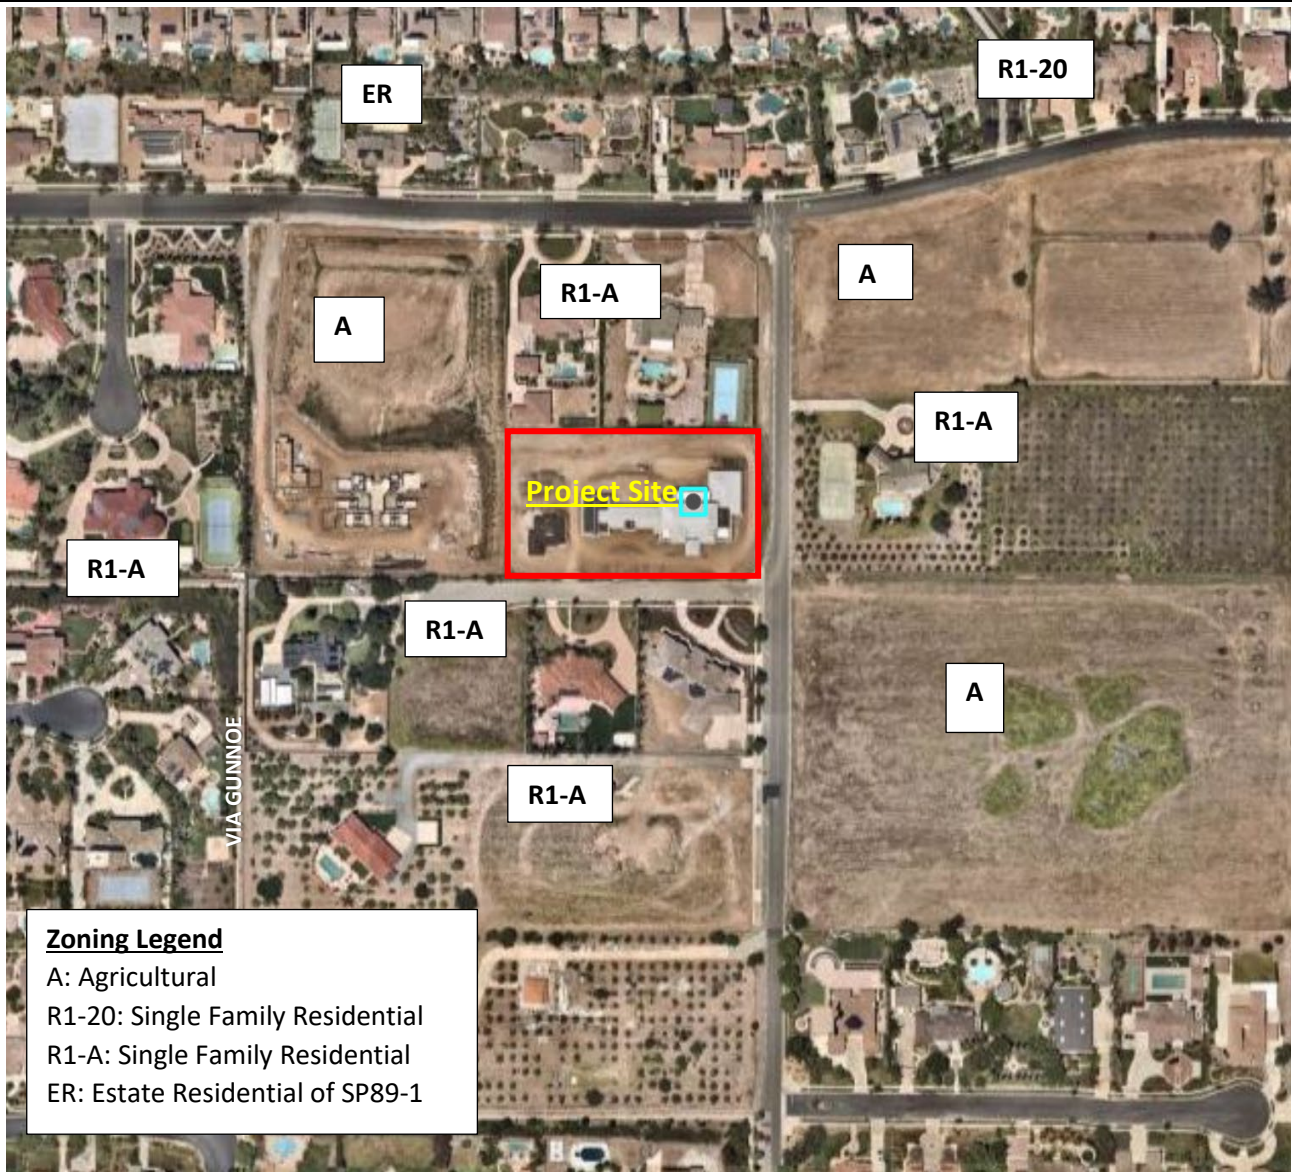 ER
R1-20
A
R1-A
A
R1-A
Project Site
R1-A
R1-A
A
VIA GUNNOE
R1-A
Zoning Legend
A: Agricultural
R1-20: Single Family Residential
R1-A: Single Family Residential
ER: Estate Residential of SP89-1